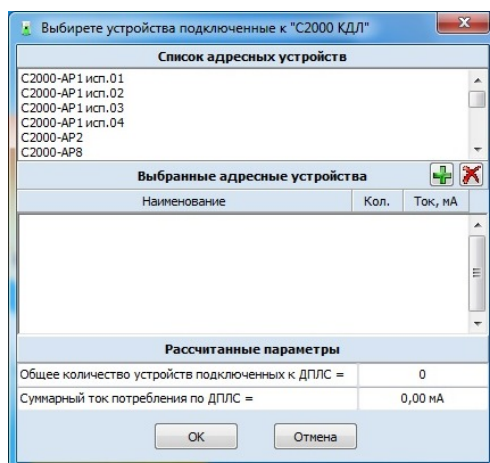 Выбирете устройства подключенные к "С2000 КДЛ"
Список адресных устройств
С2000-АР1 исп.01
С2000-АР1 исп.02
С2000-АР1 исп.03
С2000-АР1 исп.04
С2000-АР2
С2000-АР8
Выбранные адресные устройства
Наименование Кол. Ток, мА
Рассчитанные параметры
Общее количество устройств подключенных к ДПЛС = 0
Суммарный ток потребления по ДПЛС = 0,00 мА
ОК Отмена